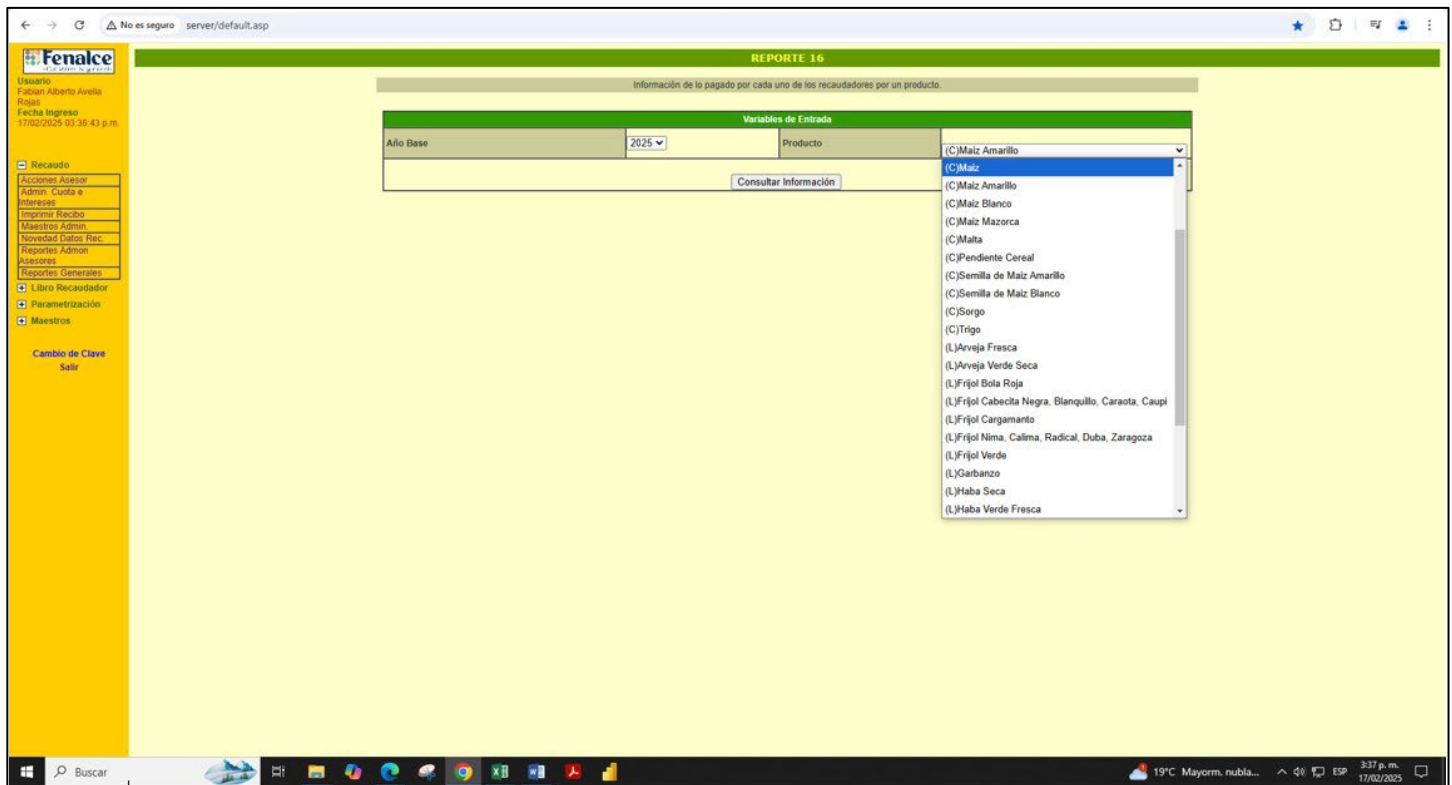 No es seguro server/default.asp
Fenalce
REPORTE 16
Usuario
Fabian Alberto Avella
Rojas
Fecha Ingreso
17/02/2025 03:36:43 p.m.
Información de lo pagado por cada uno de los recaudadores por un producto.
Variables de Entrada
Año Base 2025 Producto (C)Maiz Amarillo
Consultar Información
(C)Maiz
(C)Maiz Amarillo
(C)Maiz Blanco
(C)Maiz Mazorca
(C)Malta
(C)Pendiente Cereal
(C)Semilla de Maiz Amarillo
(C)Semilla de Maiz Blanco
(C)Sorgo
(C)Trigo
(L)Arveja Fresca
(L)Arveja Verde Seca
(L)Frijol Bola Roja
(L)Frijol Cabecita Negra, Blanquillo, Caraota, Caupi
(L)Frijol Cargamanto
(L)Frijol Nima, Calima, Radical, Duba, Zaragoza
(L)Frijol Verde
(L)Garbanzo
(L)Haba Seca
(L)Haba Verde Fresca
Recaudo
Acciones Asesor
Admin. Cuota e
Intereses
Imprimir Recibo
Maestros Admin.
Novedad Datos Rec.
Reportes Admon
Asesores
Reportes Generales
Libro Recaudador
Parametrización
Maestros
Cambio de Clave
Salir
Buscar
19°C Mayorm. nubla... ESP 3:37 p. m.
17/02/2025